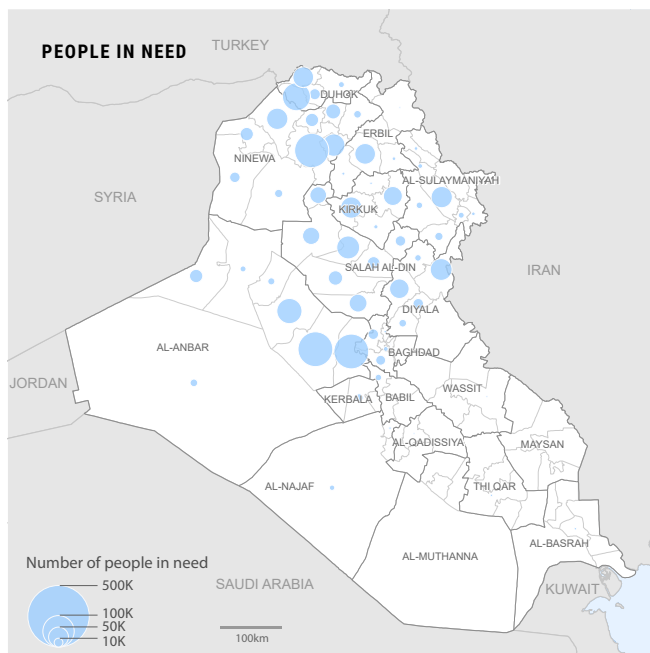 TURKEY
PEOPLE IN NEED
DUHOK
ERBIL
NINEWA
AL-SULAYMANIYAH
SYRIA
KIRKUK
SALAH AL-DIN
IRAN
DIYALA
AL-ANBAR
BAGHDAD
JORDAN
KERBALA
BABIL
WASSIT
AL-QADISSIYA
MAYSAN
AL-NAJAF
THI QAR
AL-BASRAH
AL-MUTHANNA
Number of people in need
500K
SAUDI ARABIA
KUWAIT
100K
50K
10K
100km